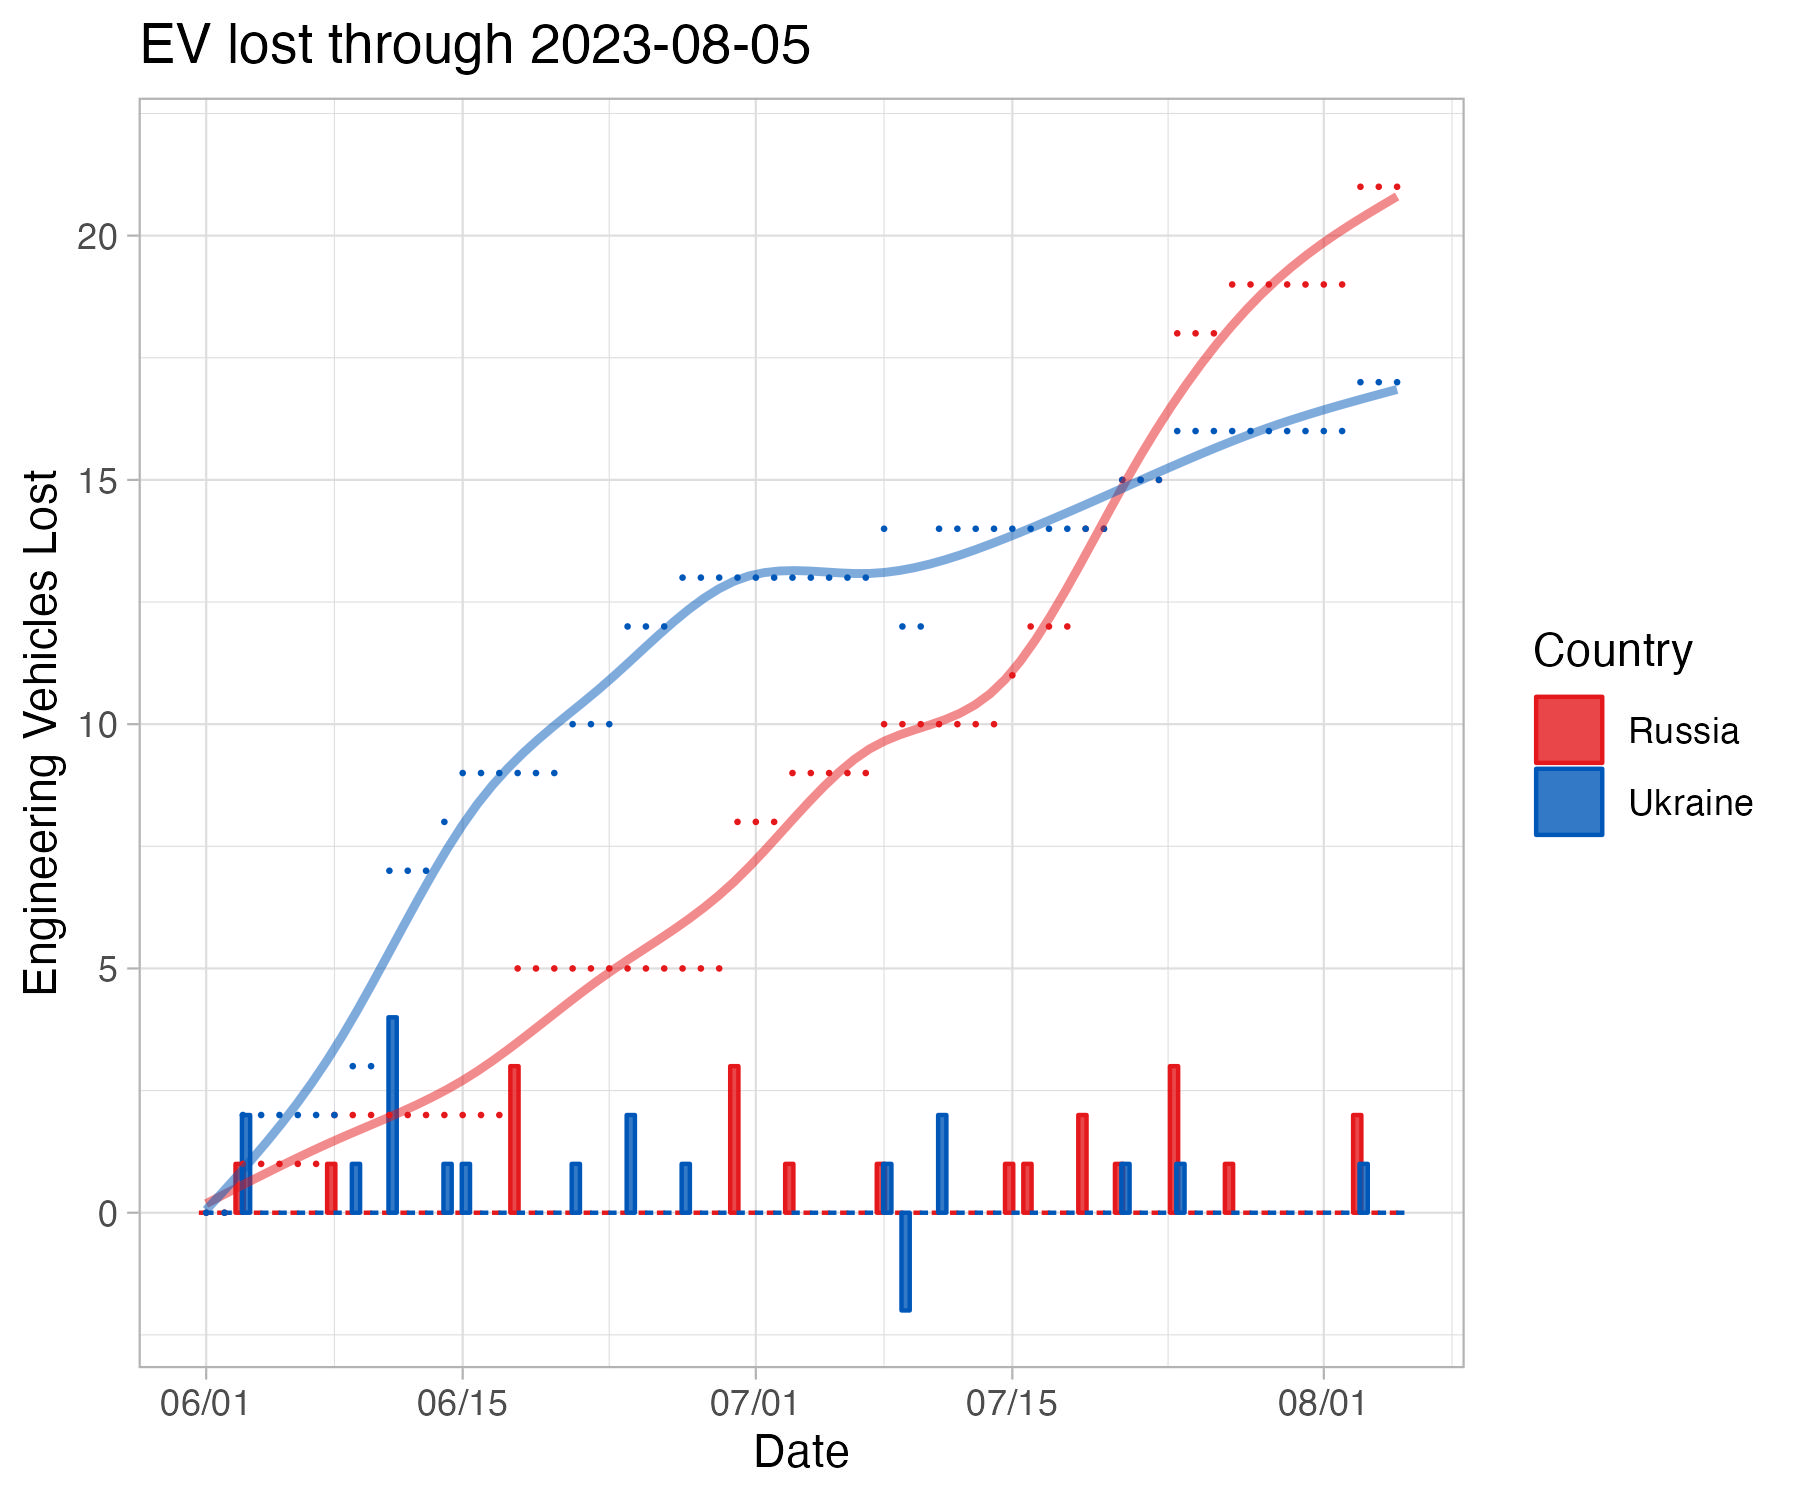 EV lost through 2023-08-05
Engineering Vehicles Lost
20
15
10
5
0
06/01
06/15
07/01
07/15
08/01
Date
Country
Russia
Ukraine